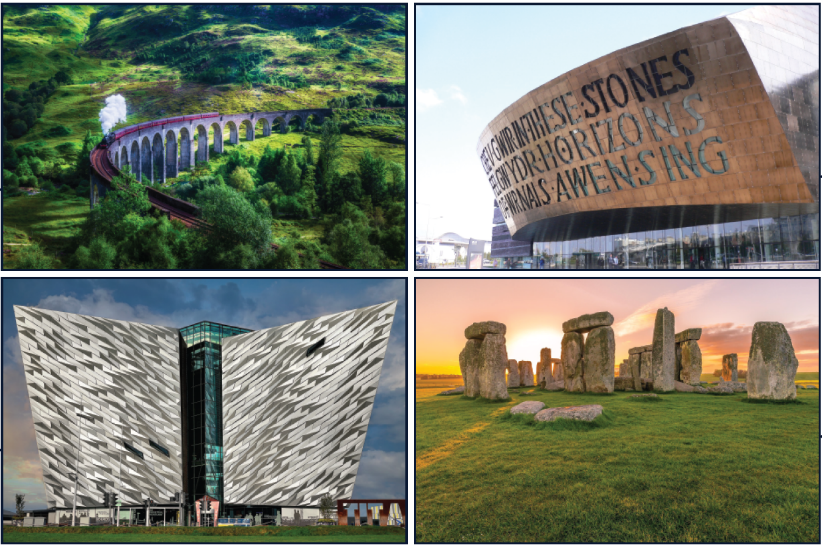 GWIR IN THESE STONES
GWYDR HORIZONS
AWEN SING